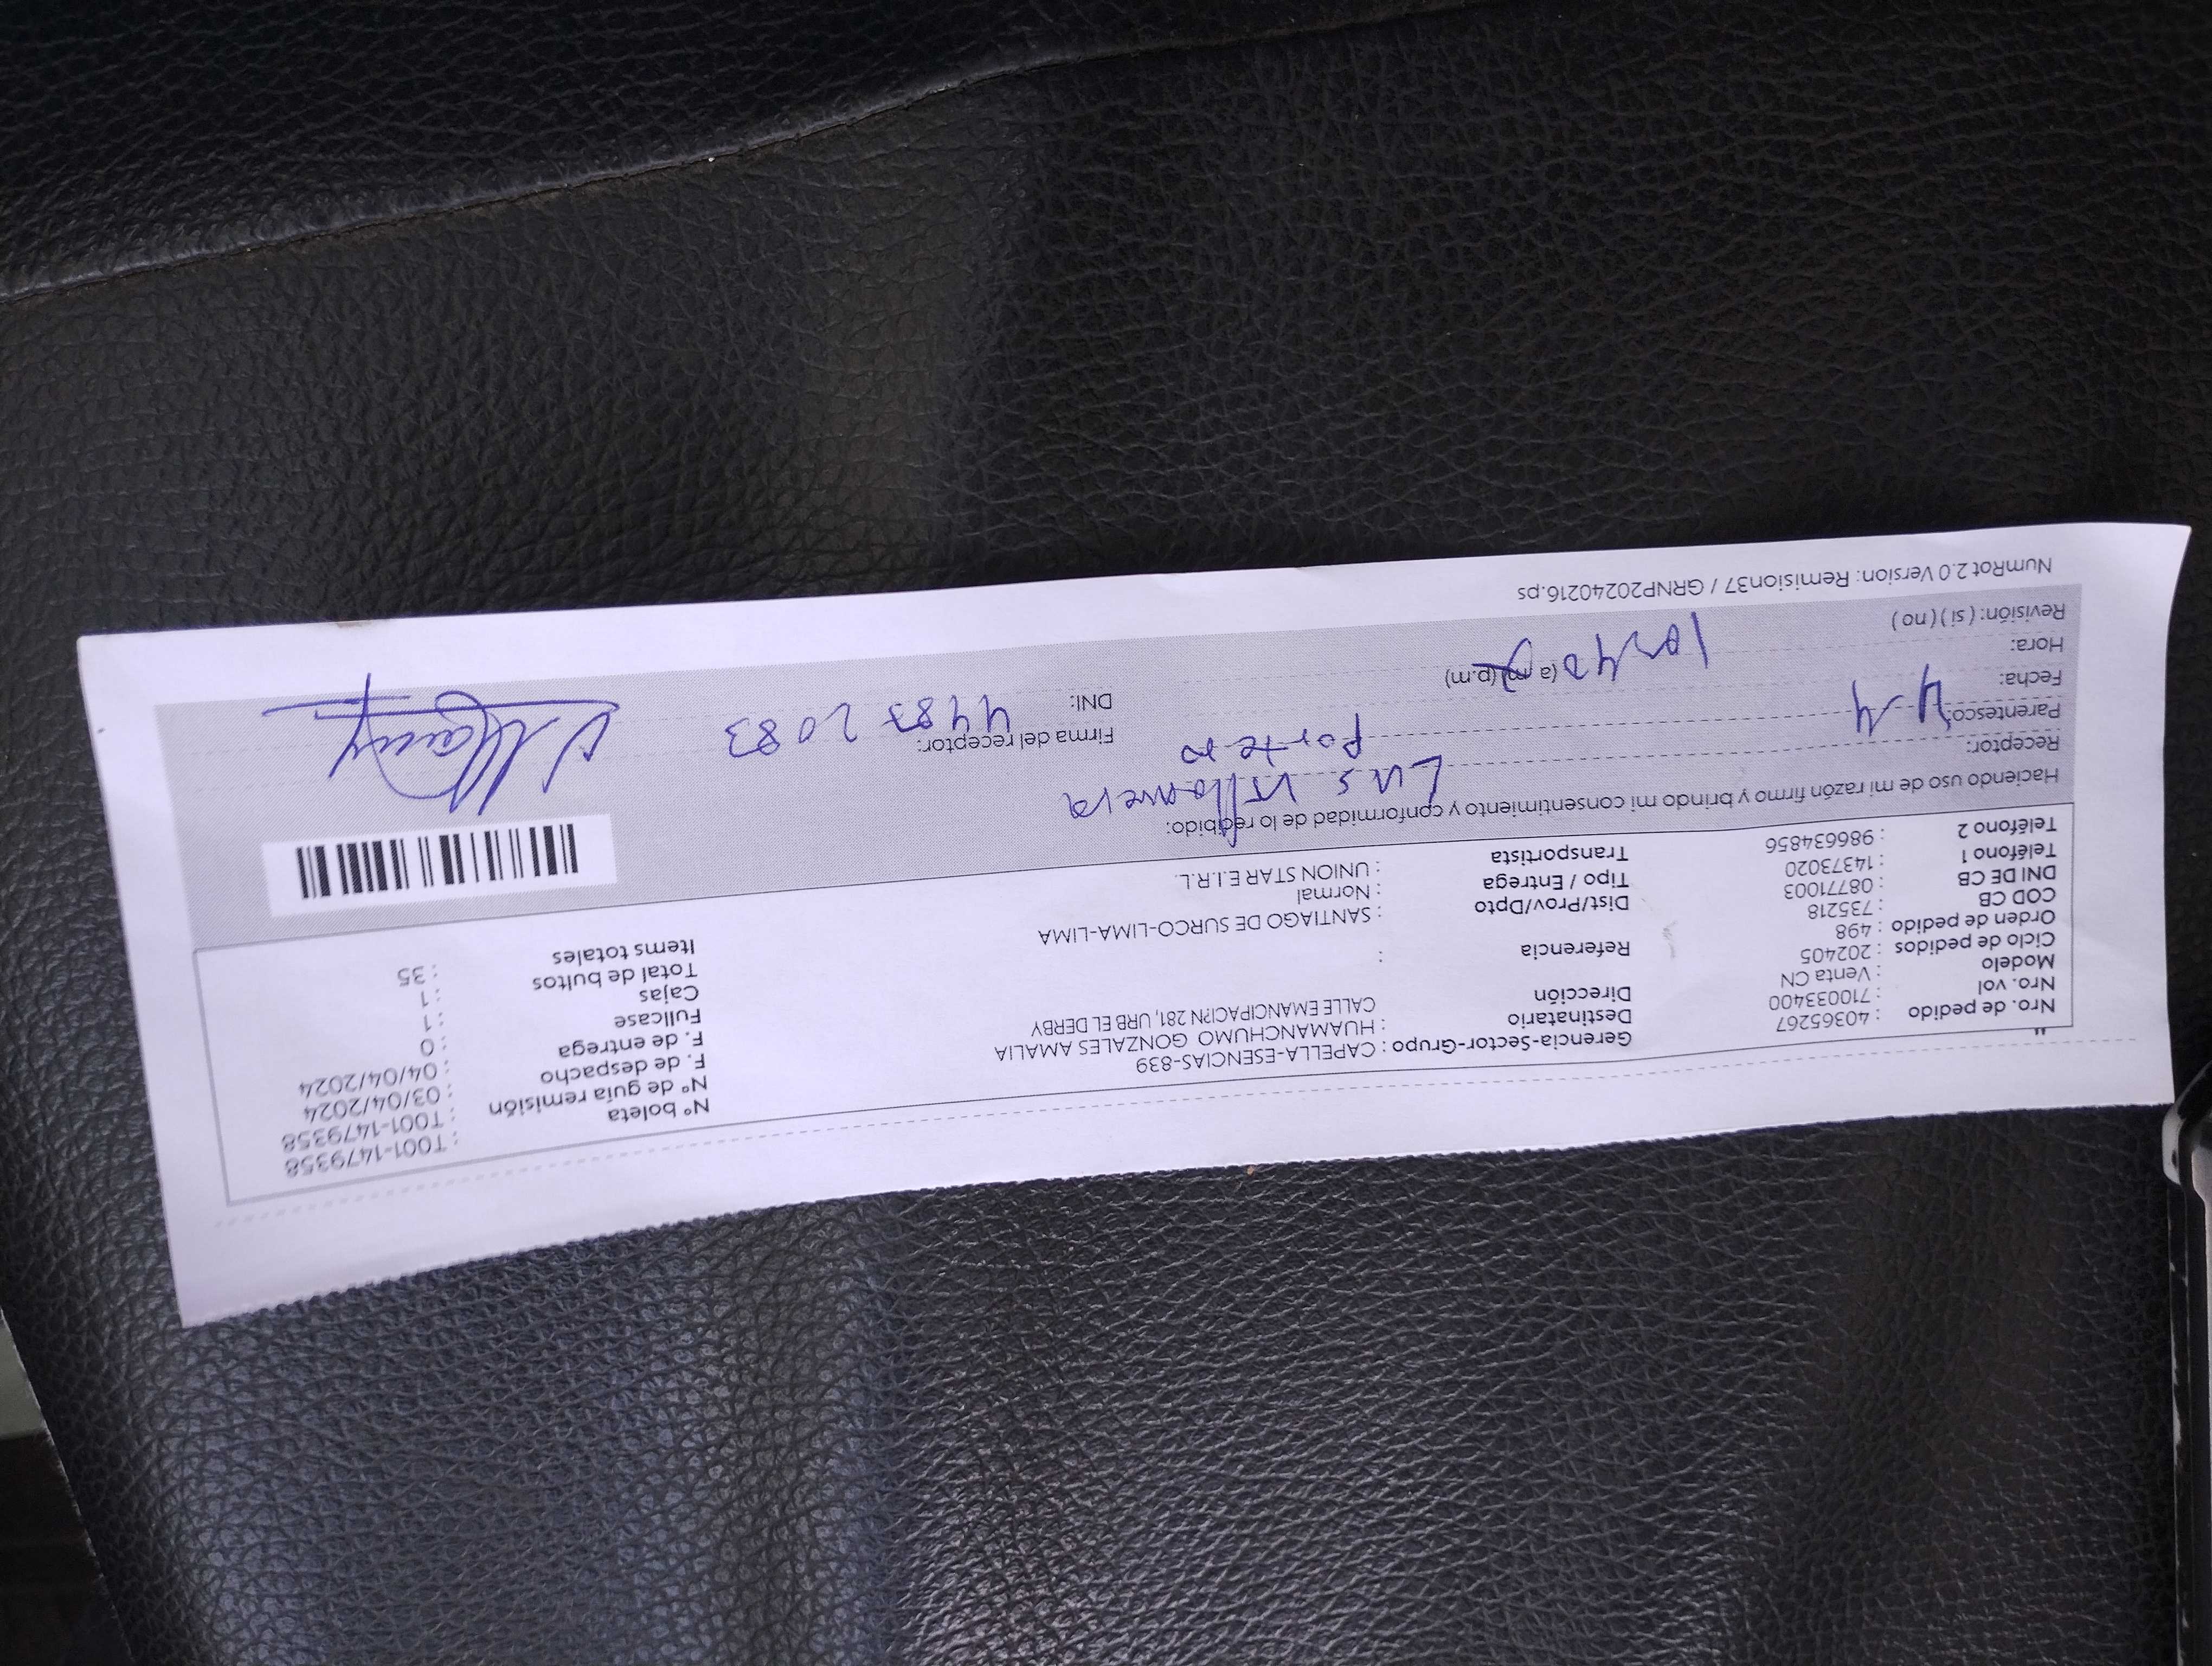 Nro. de pedido : 40365267
Nro. vol : 710033400
Modelo : Venta CN
Ciclo de pedidos : 202405
Orden de pedido : 498
COD CB : 735218
DNI DE CB : 08771003
Teléfono 1 : 14373020
Teléfono 2 : 986634856
Gerencia-Sector-Grupo : CAPELLA-ESENCIAS-839
Destinatario : HUAMANCHUMO GONZALES AMALIA
Dirección CALLE EMANCIPACI?N 281, URB EL DERBY
Referencia :
Dist/Prov/Dpto : SANTIAGO DE SURCO-LIMA-LIMA
Tipo / Entrega : Normal
Transportista : UNION STAR E.I.R.L.
N° boleta : T001-1479358
N° de guía remisión : T001-1479358
F. de despacho : 03/04/2024
F. de entrega : 04/04/2024
Fullcase : 0
Cajas : 1
Total de bultos : 1
Items totales : 35
Haciendo uso de mi razón firmo y brindo mi consentimiento y conformidad de lo recibido:
Receptor: Luis Villanueva
Parentesco: Portero
Fecha: 4-4
Hora: (a m) (p.m)
Revisión: ( si ) ( no )
Firma del receptor:
DNI: 2083
NumRot 2.0 Version: Remision37 / GRNP20240216.ps